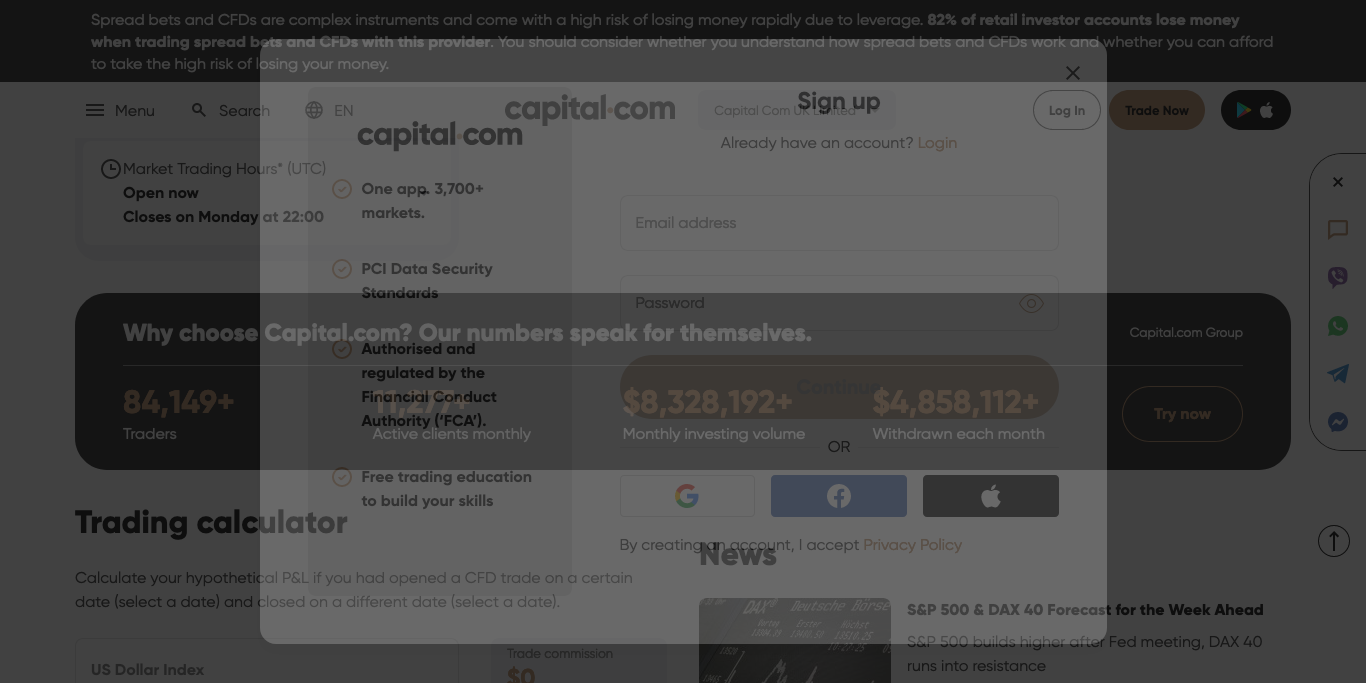 Spread bets and CFDs are complex instruments and come with a high risk of losing money rapidly due to leverage. 82% of retail investor accounts lose money
when trading spread bets and CFDs with this provider. You should consider whether you understand how spread bets and CFDs work and whether you can afford
to take the high risk of losing your money.
Menu
Search
EN
capital.com
Capital Com UK Limited
Log In
Trade Now
Market Trading Hours* (UTC)
Open now
Closes on Monday at 22:00
capital.com
One app. 3,700+
markets.
PCI Data Security
Standards
Authorised and
regulated by the
Financial Conduct
Authority (‘FCA’).
Free trading education
to build your skills
Sign up
Already have an account? Login
Email address
Password
Continue
OR
By creating an account, I accept Privacy Policy
Why choose Capital.com? Our numbers speak for themselves.
Capital.com Group
84,149+
Traders
11,277+
Active clients monthly
$8,328,192+
Monthly investing volume
$4,858,112+
Withdrawn each month
Try now
Trading calculator
Calculate your hypothetical P&L if you had opened a CFD trade on a certain
date (select a date) and closed on a different date (select a date).
US Dollar Index
Trade commission
$0
News
DAX
Deutsche Börse
S&P 500 & DAX 40 Forecast for the Week Ahead
S&P 500 builds higher after Fed meeting, DAX 40
runs into resistance